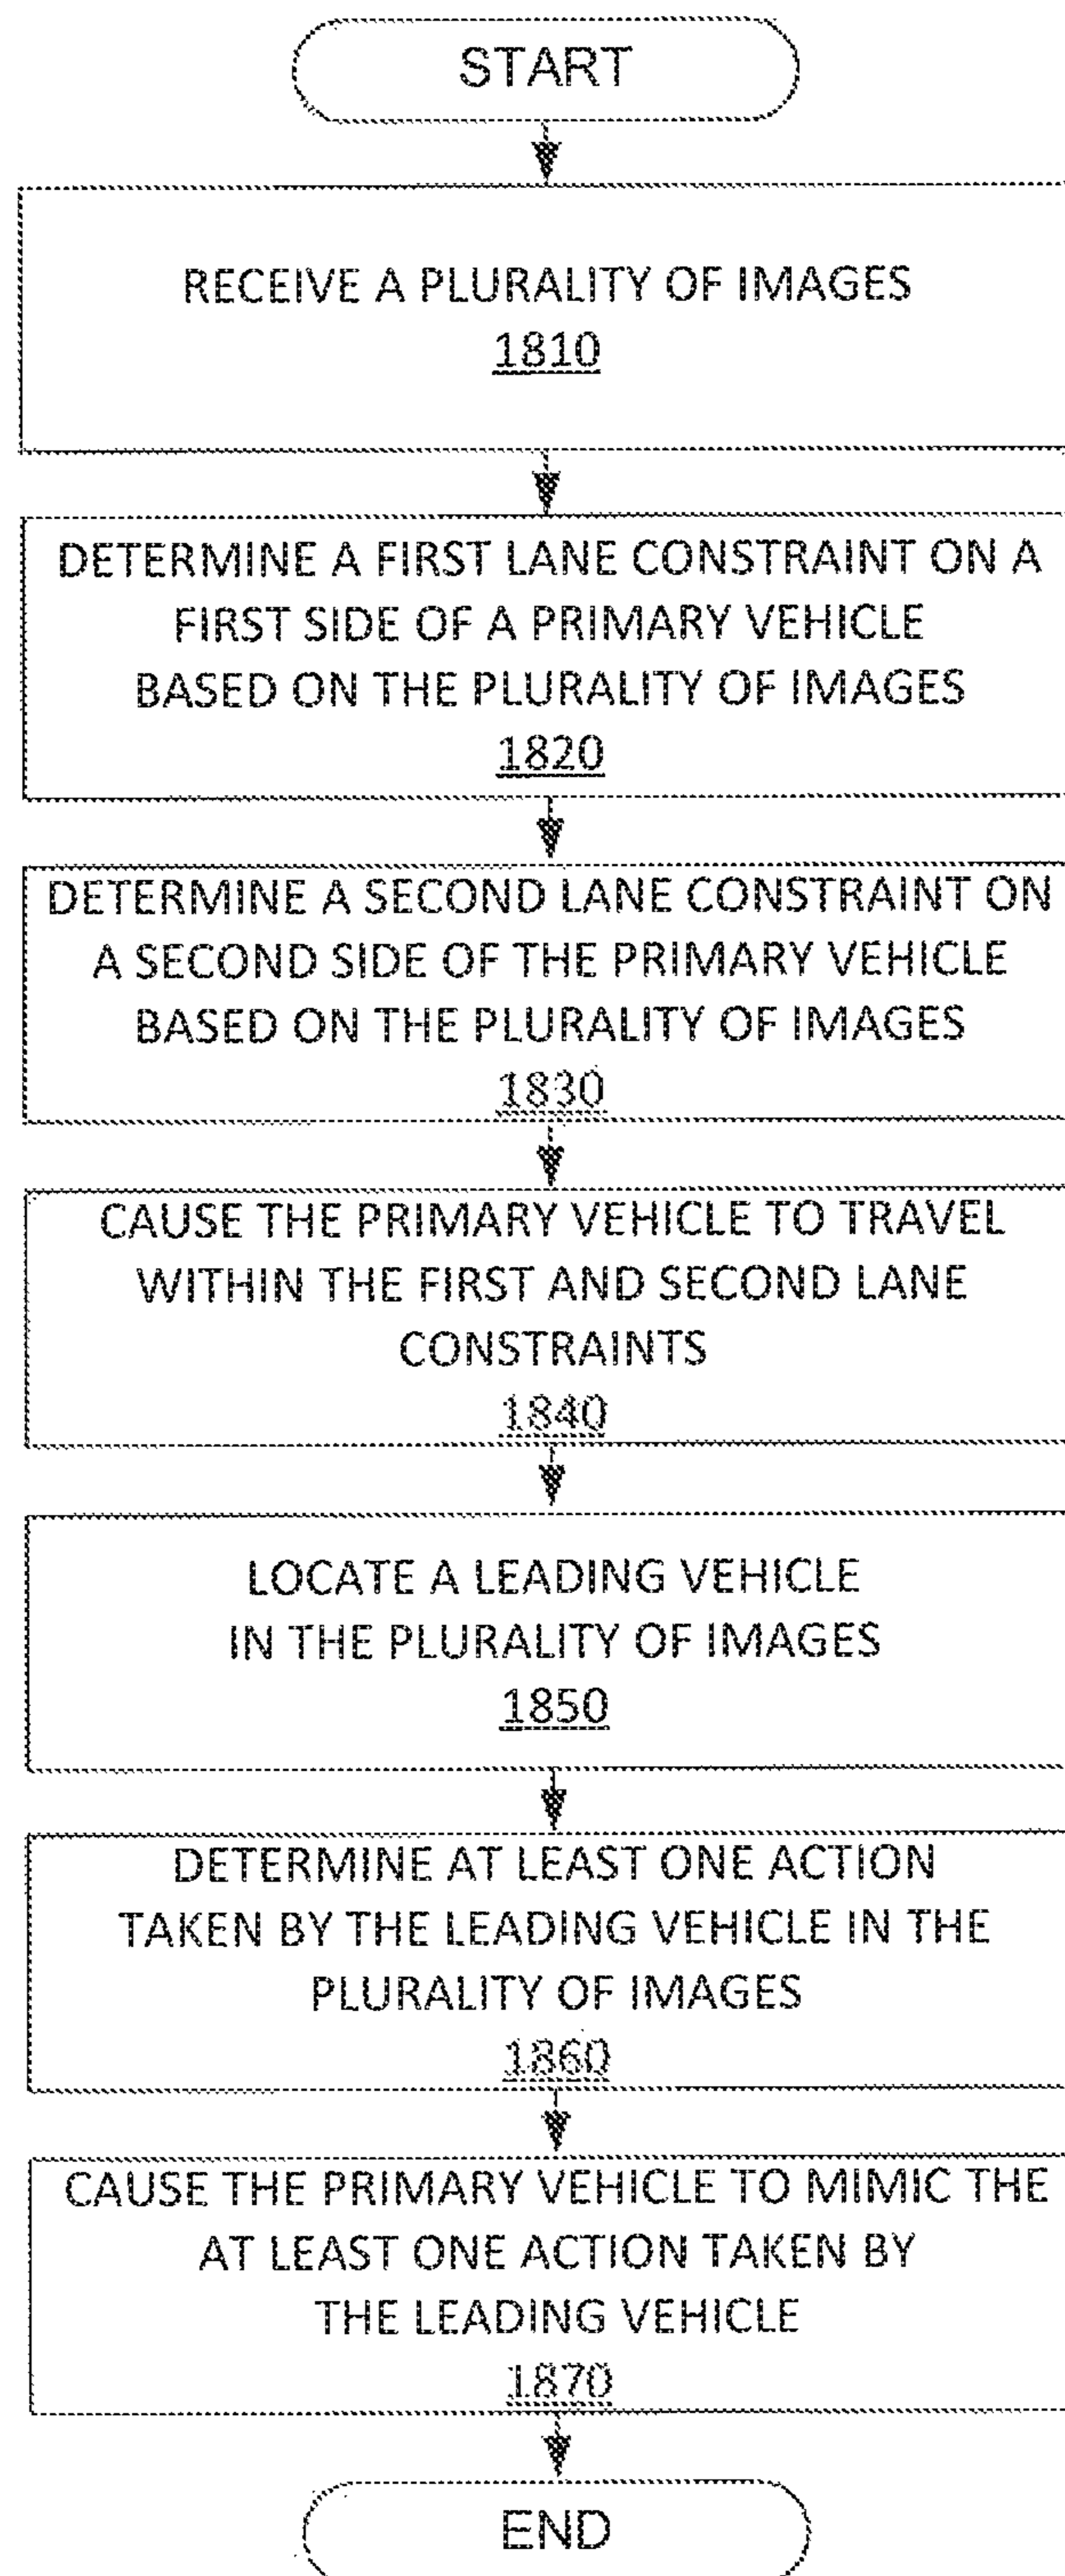 START
RECEIVE A PLURALITY OF IMAGES
1810
DETERMINE A FIRST LANE CONSTRAINT ON A
FIRST SIDE OF A PRIMARY VEHICLE
BASED ON THE PLURALITY OF IMAGES
1820
DETERMINE A SECOND LANE CONSTRAINT ON
A SECOND SIDE OF THE PRIMARY VEHICLE
BASED ON THE PLURALITY OF IMAGES
1830
CAUSE THE PRIMARY VEHICLE TO TRAVEL
WITHIN THE FIRST AND SECOND LANE
CONSTRAINTS
1840
LOCATE A LEADING VEHICLE
IN THE PLURALITY OF IMAGES
1850
DETERMINE AT LEAST ONE ACTION
TAKEN BY THE LEADING VEHICLE IN THE
PLURALITY OF IMAGES
1860
CAUSE THE PRIMARY VEHICLE TO MIMIC THE
AT LEAST ONE ACTION TAKEN BY
THE LEADING VEHICLE
1870
END